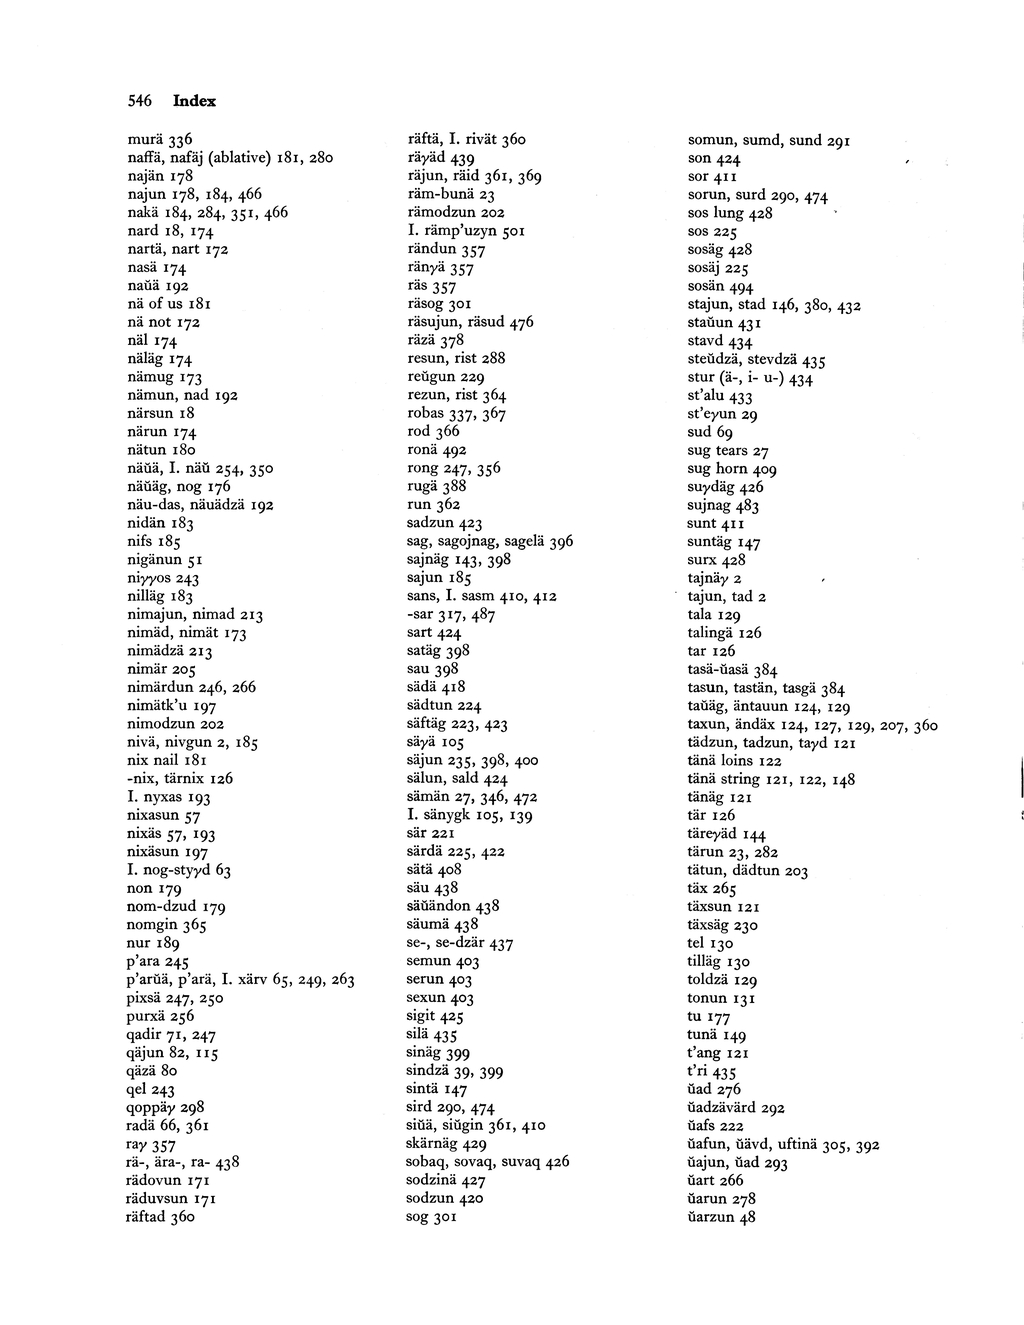 546 Index
murä 336
naffä, nafäj (ablative) 181, 280
najän 178
najun 178, 184, 466
nakä 184, 284, 351, 466
nard 18, 174
nartä, nart 172
nasä 174
naŭä 192
nä of us 181
nä not 172
näl 174
näläg 174
nämug 173
nämun, nad 192
närsun 18
närun 174
nätun 180
näŭä, I. näŭ 254, 350
näŭäg, nog 176
näu-das, näuädzä 192
nidän 183
nifs 185
nigänun 51
niγγos 243
nilläg 183
nimajun, nimad 213
nimäd, nimät 173
nimädzä 213
nimär 205
nimärdun 246, 266
nimätk'u 197
nimodzun 202
nivä, nivgun 2, 185
nix nail 181
-nix, tärnix 126
I. nyxas 193
nixasun 57
nixäs 57, 193
nixäsun 197
I. nog-styγd 63
non 179
nom-dzud 179
nomgin 365
nur 189
p'ara 245
p'arŭä, p'arä, I. xärv 65, 249, 263
pixsä 247, 250
purxä 256
qadir 71, 247
qäjun 82, 115
qäzä 80
qel 243
qoppäγ 298
radä 66, 361
raγ 357
rä-, ära-, ra- 438
rädovun 171
räduvsun 171
räftad 360
räftä, I. rivät 360
räγäd 439
räjun, räid 361, 369
räm-bunä 23
rämodzun 202
I. rämp'uzyn 501
rändun 357
ränγä 357
räs 357
räsog 301
räsujun, räsud 476
räzä 378
resun, rist 288
reŭgun 229
rezun, rist 364
robas 337, 367
rod 366
ronä 492
rong 247, 356
rugä 388
run 362
sadzun 423
sag, sagojnag, sagelä 396
sajnäg 143, 398
sajun 185
sans, I. sasm 410, 412
-sar 317, 487
sart 424
satäg 398
sau 398
sädä 418
sädtun 224
säftäg 223, 423
säγä 105
säjun 235, 398, 400
sälun, sald 424
sämän 27, 346, 472
I. sänygk 105, 139
sär 221
särdä 225, 422
sätä 408
säu 438
säŭändon 438
säumä 438
se-, se-dzär 437
semun 403
serun 403
sexun 403
sigit 425
silä 435
sinäg 399
sindzä 39, 399
sintä 147
sird 290, 474
siŭä, siŭgin 361, 410
skärnäg 429
sobaq, sovaq, suvaq 426
sodzinä 427
sodzun 420
sog 301
somun, sumd, sund 291
son 424
sor 411
sorun, surd 290, 474
sos lung 428
sos 225
sosäg 428
sosäj 225
sosän 494
stajun, stad 146, 380, 432
staŭun 431
stavd 434
steŭdzä, stevdzä 435
stur (ä-, i- u-) 434
st'alu 433
st'eγun 29
sud 69
sug tears 27
sug horn 409
suγdäg 426
sujnag 483
sunt 411
suntäg 147
surx 428
tajnäγ 2
tajun, tad 2
tala 129
talingä 126
tar 126
tasä-ŭasä 384
tasun, tastän, tasgä 384
taŭäg, äntauun 124, 129
taxun, ändäx 124, 127, 129, 207, 360
tädzun, tadzun, taγd 121
tänä loins 122
tänä string 121, 122, 148
tänäg 121
tär 126
täreγäd 144
tärun 23, 282
tätun, dädtun 203
täx 265
täxsun 121
täxsäg 230
tel 130
tilläg 130
toldzä 129
tonun 131
tu 177
tunä 149
t'ang 121
t'ri 435
ŭad 276
ŭadzävärd 292
ŭafs 222
ŭafun, ŭävd, uftinä 305, 392
ŭajun, ŭad 293
ŭart 266
ŭarun 278
ŭarzun 48